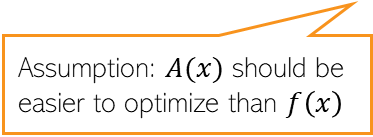 Assumption: A(x) should be
easier to optimize than f(x)